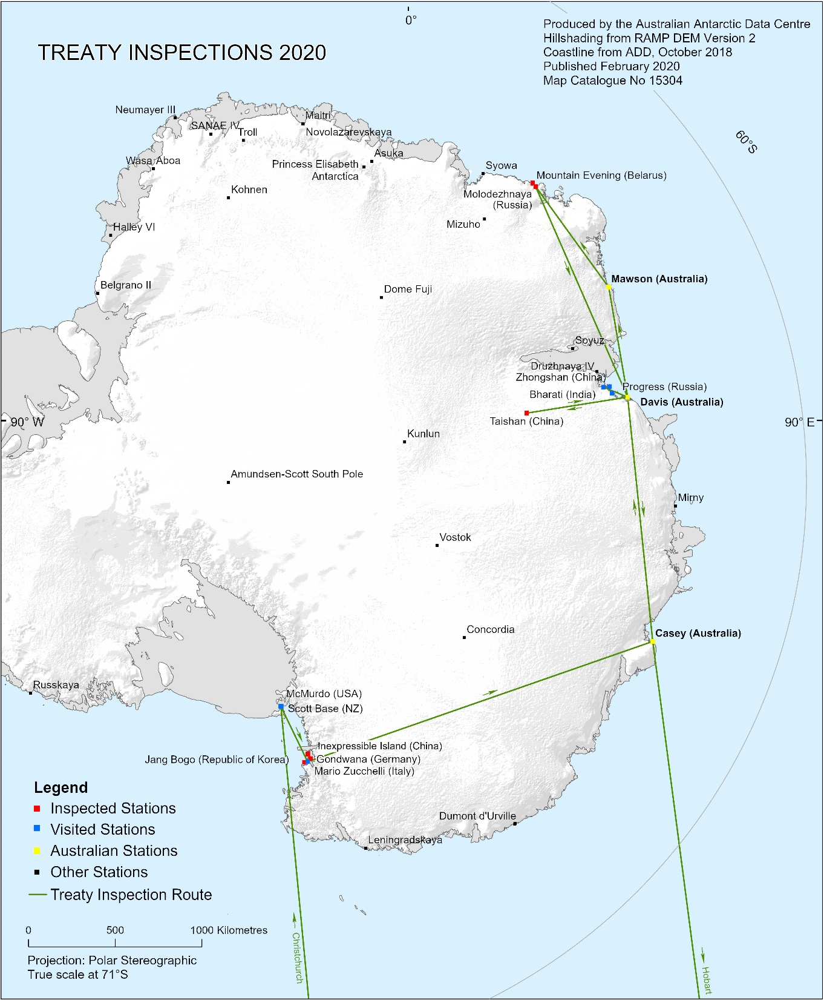 0°
Produced by the Australian Antarctic Data Centre
Hillshading from RAMP DEM Version 2
Coastline from ADD, October 2018
Published February 2020
Map Catalogue No 15304
TREATY INSPECTIONS 2020
60°S
Neumayer III
Maitri
SANAE IV
Troll
Novolazarevskaya
Asuka
Wasa Aboa
Princess Elisabeth
Antarctica
Syowa
Mountain Evening (Belarus)
Kohnen
Molodezhnaya
(Russia)
Mizuho
Halley VI
Mawson (Australia)
Belgrano II
Dome Fuji
Soyuz
Druzhnaya IV
Zhongshan (China)
Progress (Russia)
Bharati (India)
Davis (Australia)
Taishan (China)
90° W
90° E
Kunlun
Amundsen-Scott South Pole
Mirny
Vostok
Concordia
Casey (Australia)
Russkaya
McMurdo (USA)
Scott Base (NZ)
Inexpressible Island (China)
Jang Bogo (Republic of Korea)
Gondwana (Germany)
Mario Zucchelli (Italy)
Dumont d'Urville
Leningradskaya
Legend
Inspected Stations
Visited Stations
Australian Stations
Other Stations
Treaty Inspection Route
0 500 1000 Kilometres
Projection: Polar Stereographic
True scale at 71°S
Christchurch
Hobart